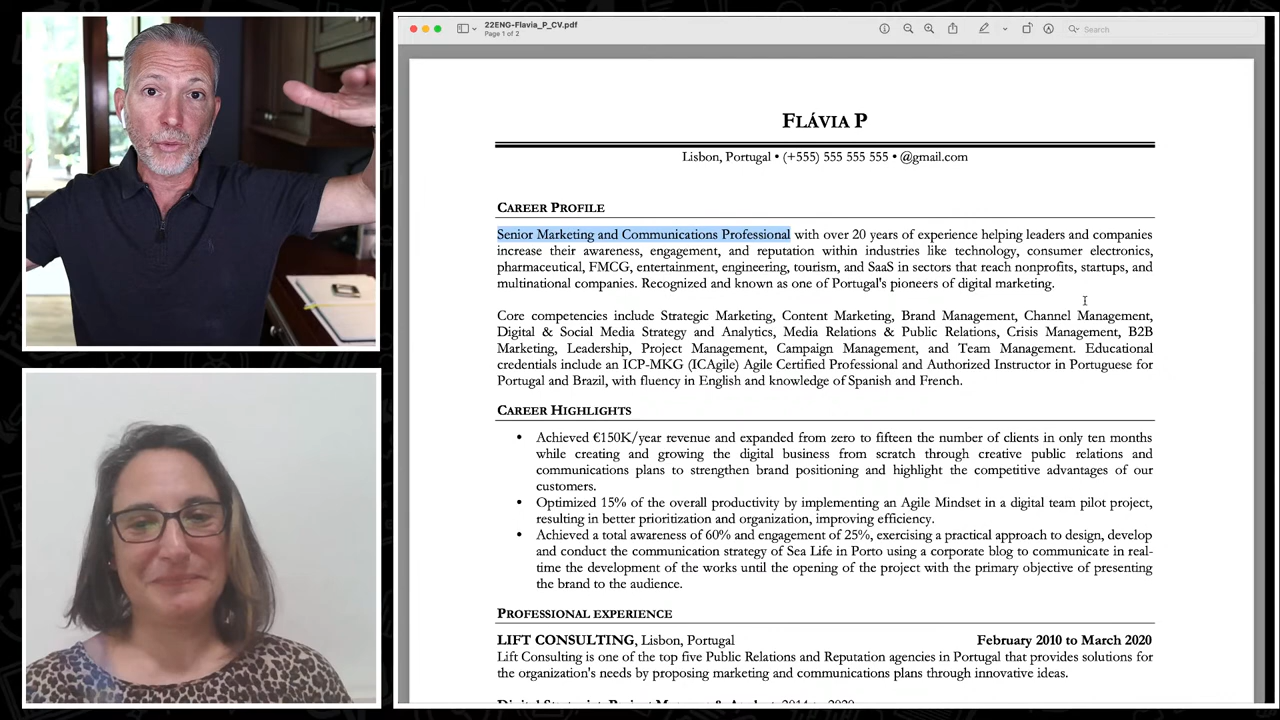 22ENG-Flavia_P_CV.pdf
Page 1 of 2
Search
FLÁVIA P
Lisbon, Portugal • (+555) 555 555 555 • @gmail.com
CAREER PROFILE
Senior Marketing and Communications Professional with over 20 years of experience helping leaders and companies
increase their awareness, engagement, and reputation within industries like technology, consumer electronics,
pharmaceutical, FMCG, entertainment, engineering, tourism, and SaaS in sectors that reach nonprofits, startups, and
multinational companies. Recognized and known as one of Portugal's pioneers of digital marketing.
Core competencies include Strategic Marketing, Content Marketing, Brand Management, Channel Management,
Digital & Social Media Strategy and Analytics, Media Relations & Public Relations, Crisis Management, B2B
Marketing, Leadership, Project Management, Campaign Management, and Team Management. Educational
credentials include an ICP-MKG (ICAgile) Agile Certified Professional and Authorized Instructor in Portuguese for
Portugal and Brazil, with fluency in English and knowledge of Spanish and French.
CAREER HIGHLIGHTS
• Achieved €150K/year revenue and expanded from zero to fifteen the number of clients in only ten months
while creating and growing the digital business from scratch through creative public relations and
communications plans to strengthen brand positioning and highlight the competitive advantages of our
customers.
• Optimized 15% of the overall productivity by implementing an Agile Mindset in a digital team pilot project,
resulting in better prioritization and organization, improving efficiency.
• Achieved a total awareness of 60% and engagement of 25%, exercising a practical approach to design, develop
and conduct the communication strategy of Sea Life in Porto using a corporate blog to communicate in real-
time the development of the works until the opening of the project with the primary objective of presenting
the brand to the audience.
PROFESSIONAL EXPERIENCE
LIFT CONSULTING, Lisbon, Portugal February 2010 to March 2020
Lift Consulting is one of the top five Public Relations and Reputation agencies in Portugal that provides solutions for
the organization's needs by proposing marketing and communications plans through innovative ideas.